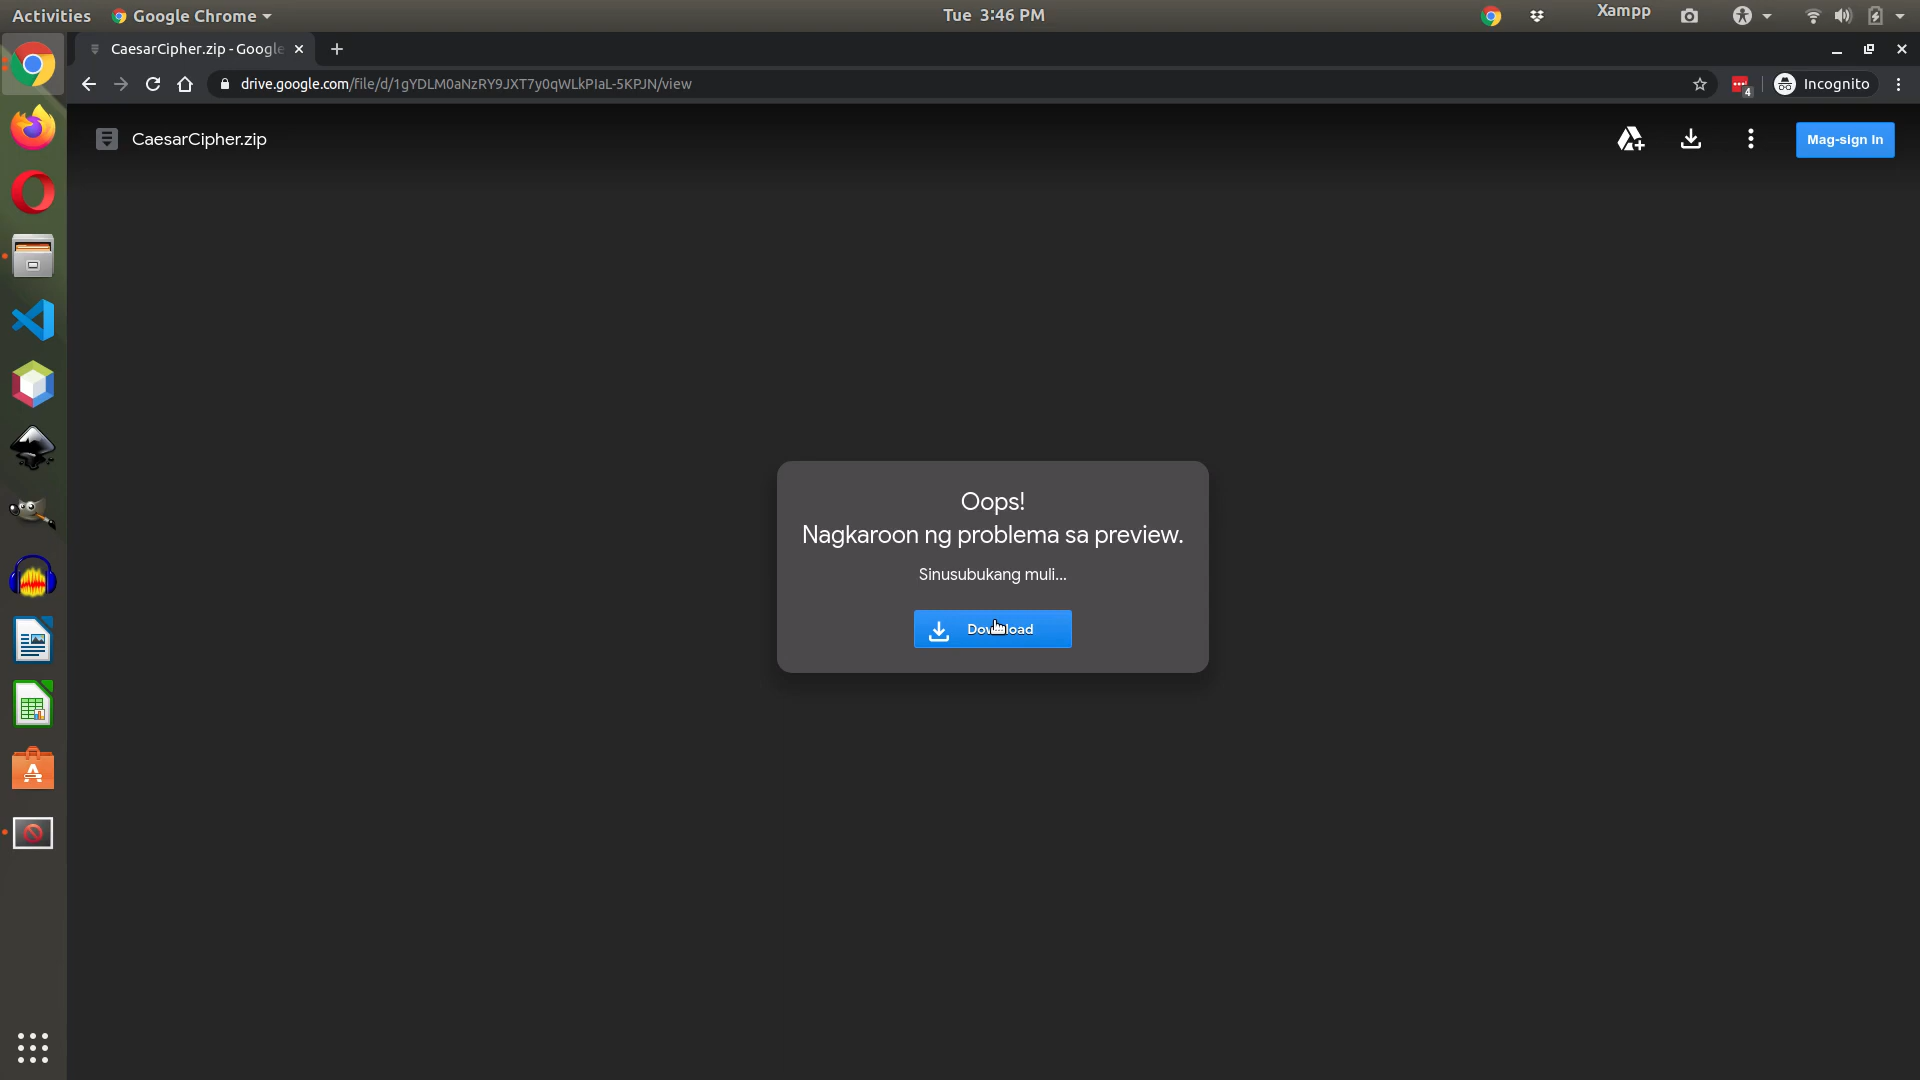 Activities
Google Chrome
Tue 3:46 PM
Xampp
CaesarCipher.zip - Google
drive.google.com/file/d/1gYDLM0aNzRY9JXT7y0qWLkPIaL-5KPJN/view
4
Incognito
CaesarCipher.zip
Mag-sign In
Oops!
Nagkaroon ng problema sa preview.
Sinusubukang muli...
Download